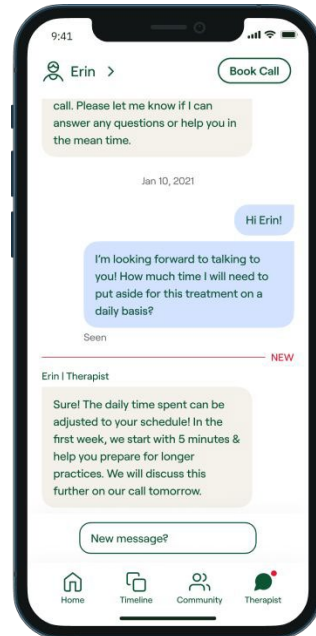 9:41
Erin >
Book Call
call. Please let me know if I can
answer any questions or help you in
the mean time.
Jan 10, 2021
Hi Erin!
I'm looking forward to talking to
you! How much time I will need to
put aside for this treatment on a
daily basis?
Seen
NEW
Erin | Therapist
Sure! The daily time spent can be
adjusted to your schedule! In the
first week, we start with 5 minutes &
help you prepare for longer
practices. We will discuss this
further on our call tomorrow.
New message?
Home
Timeline
Community
Therapist